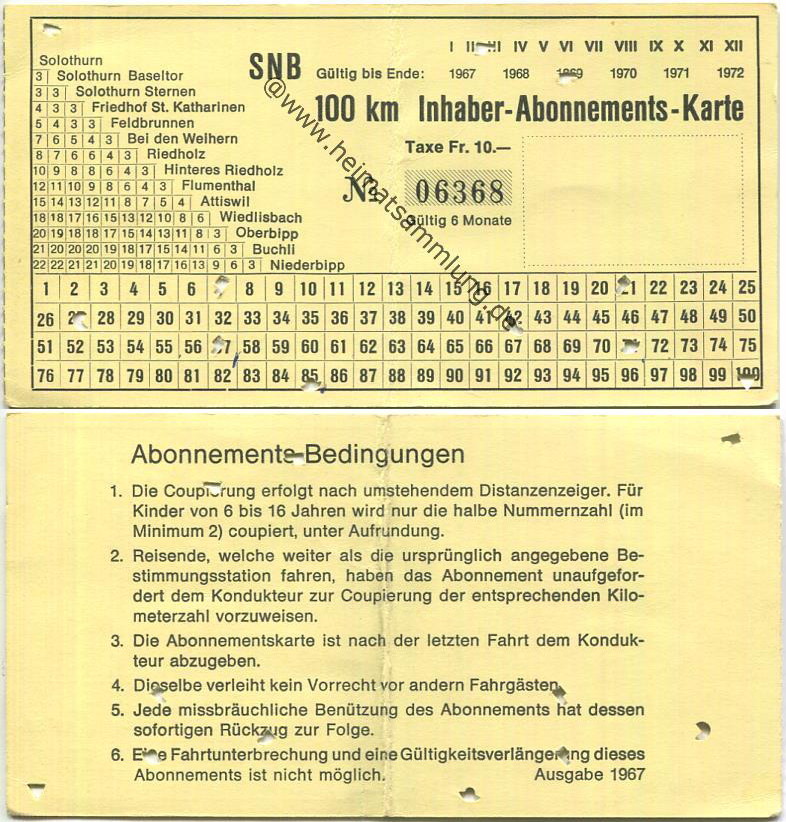 Solothurn
3 Solothurn Baseltor
3 3 Solothurn Sternen
4 3 3 Friedhof St. Katharinen
5 4 3 3 Feldbrunnen
7 6 5 4 3 Bei den Weihern
8 7 6 6 4 3 Riedholz
10 9 8 8 6 4 3 Hinteres Riedholz
12 11 10 9 8 6 4 3 Flumenthal
15 14 13 12 11 8 7 5 4 Attiswil
18 18 17 16 15 13 12 10 8 6 Wiedlisbach
20 19 18 18 17 15 14 13 11 8 3 Oberbipp
21 20 20 20 19 18 17 15 14 11 6 3 Buchli
22 22 21 21 20 19 18 17 16 13 9 6 3 Niederbipp
SNB Gültig bis Ende:
I II III IV V VI VII VIII IX X XI XII
1967 1968 1969 1970 1971 1972
100 km Inhaber-Abonnements-Karte
Taxe Fr. 10.—
No 06368
Gültig 6 Monate
@www.heimatsammlung.de
1 2 3 4 5 6 8 9 10 11 12 13 14 15 16 17 18 19 20 21 22 23 24 25
26 2 28 29 30 31 32 33 34 35 36 37 38 39 40 41 42 43 44 45 46 47 48 49 50
51 52 53 54 55 56 57 58 59 60 61 62 63 64 65 66 67 68 69 70 71 72 73 74 75
76 77 78 79 80 81 82 83 84 85 86 87 88 89 90 91 92 93 94 95 96 97 98 99 100
Abonnements-Bedingungen
1. Die Coupierung erfolgt nach umstehendem Distanzenzeiger. Für
Kinder von 6 bis 16 Jahren wird nur die halbe Nummernzahl (im
Minimum 2) coupiert, unter Aufrundung.
2. Reisende, welche weiter als die ursprünglich angegebene Be-
stimmungsstation fahren, haben das Abonnement unaufgefor-
dert dem Kondukteur zur Coupierung der entsprechenden Kilo-
meterzahl vorzuweisen.
3. Die Abonnementskarte ist nach der letzten Fahrt dem Konduk-
teur abzugeben.
4. Dieselbe verleiht kein Vorrecht vor andern Fahrgästen.
5. Jede missbräuchliche Benützung des Abonnements hat dessen
sofortigen Rückzug zur Folge.
6. Eine Fahrtunterbrechung und eine Gültigkeitsverlängerung dieses
Abonnements ist nicht möglich. Ausgabe 1967